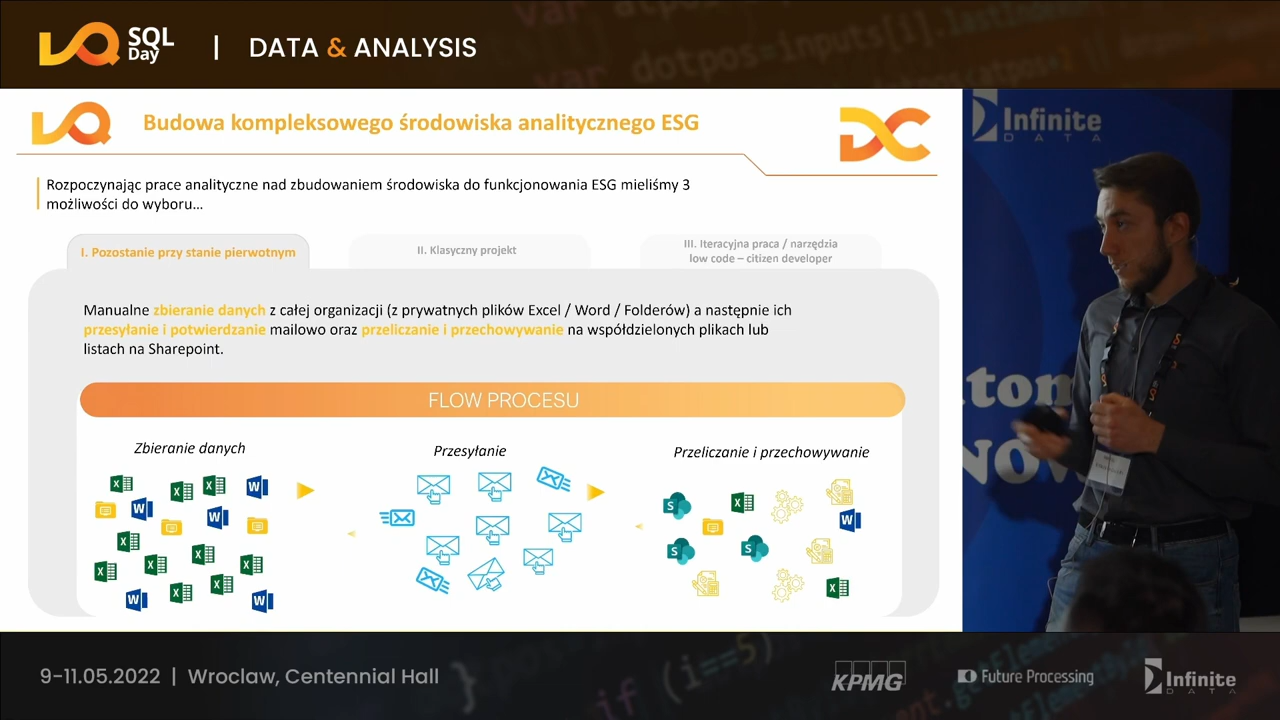 SQL
Day
| DATA & ANALYSIS
Budowa kompleksowego środowiska analitycznego ESG
Rozpoczynając prace analityczne nad zbudowaniem środowiska do funkcjonowania ESG mieliśmy 3
możliwości do wyboru...
I. Pozostanie przy stanie pierwotnym
II. Klasyczny projekt
III. Iteracyjna praca / narzędzia
low code – citizen developer
Manualne zbieranie danych z całej organizacji (z prywatnych plików Excel / Word / Folderów) a następnie ich
przesyłanie i potwierdzanie mailowo oraz przeliczanie i przechowywanie na współdzielonych plikach lub
listach na Sharepoint.
FLOW PROCESU
Zbieranie danych
Przesyłanie
Przeliczanie i przechowywanie
Infinite
DATA
9-11.05.2022 | Wroclaw, Centennial Hall
KPMG
Future Processing
Infinite
DATA